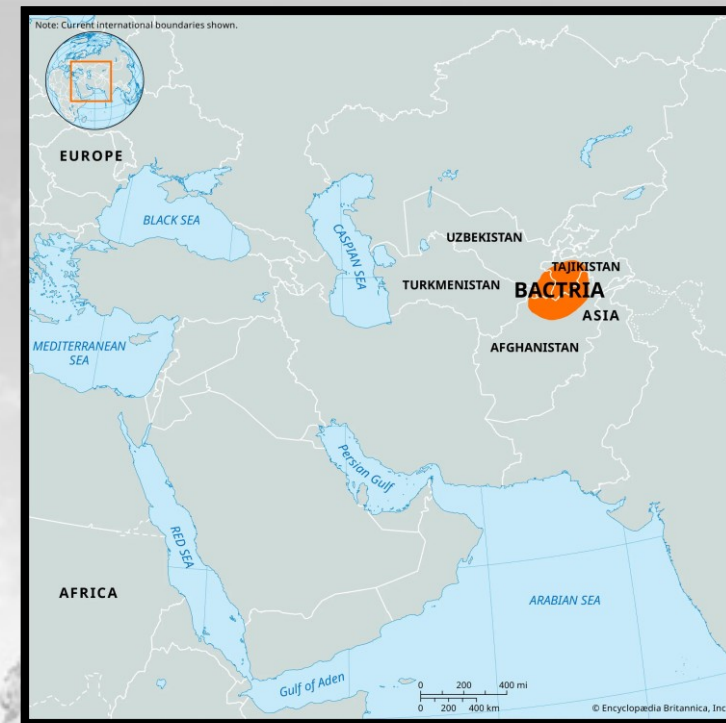 Note: Current international boundaries shown.
EUROPE
BLACK SEA
CASPIAN SEA
UZBEKISTAN
TAJIKISTAN
TURKMENISTAN
BACTRIA
ASIA
AFGHANISTAN
MEDITERRANEAN
SEA
Persian Gulf
RED SEA
AFRICA
ARABIAN SEA
Gulf of Aden
0 200 400 mi
0 200 400 km
© Encyclopædia Britannica, Inc.